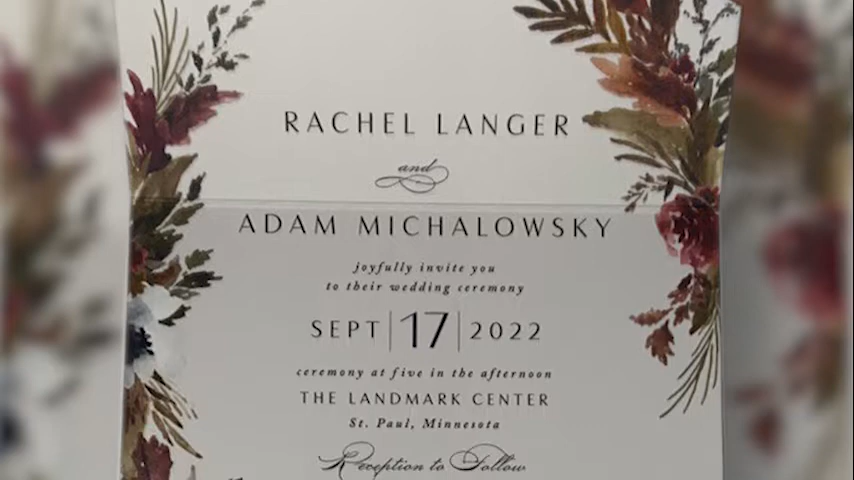 RACHEL LANGER
and
ADAM MICHALOWSKY
joyfully invite you
to their wedding ceremony
SEPT 17 2022
ceremony at five in the afternoon
THE LANDMARK CENTER
St. Paul, Minnesota
Reception to Follow